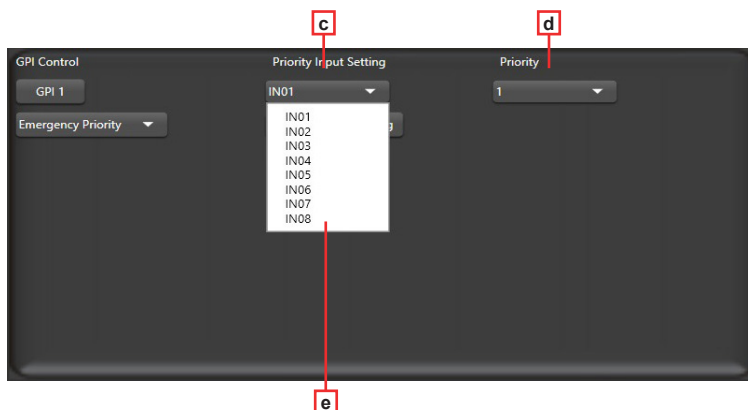 c
d
GPI Control
Priority Input Setting
Priority
GPI 1
IN01
1
Emergency Priority
g
IN01
IN02
IN03
IN04
IN05
IN06
IN07
IN08
e